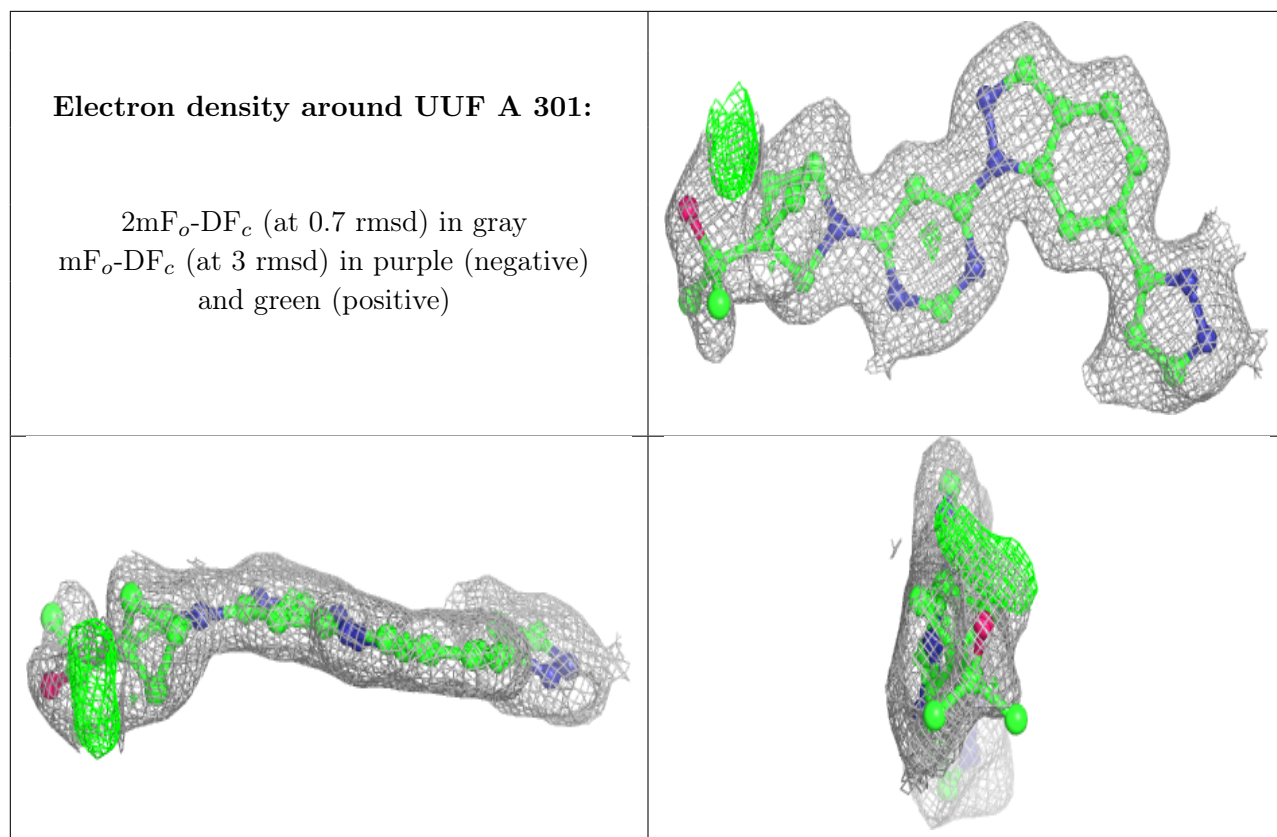 Electron density around UUF A 301:
2mFo-DFc (at 0.7 rmsd) in gray
mFo-DFc (at 3 rmsd) in purple (negative)
and green (positive)